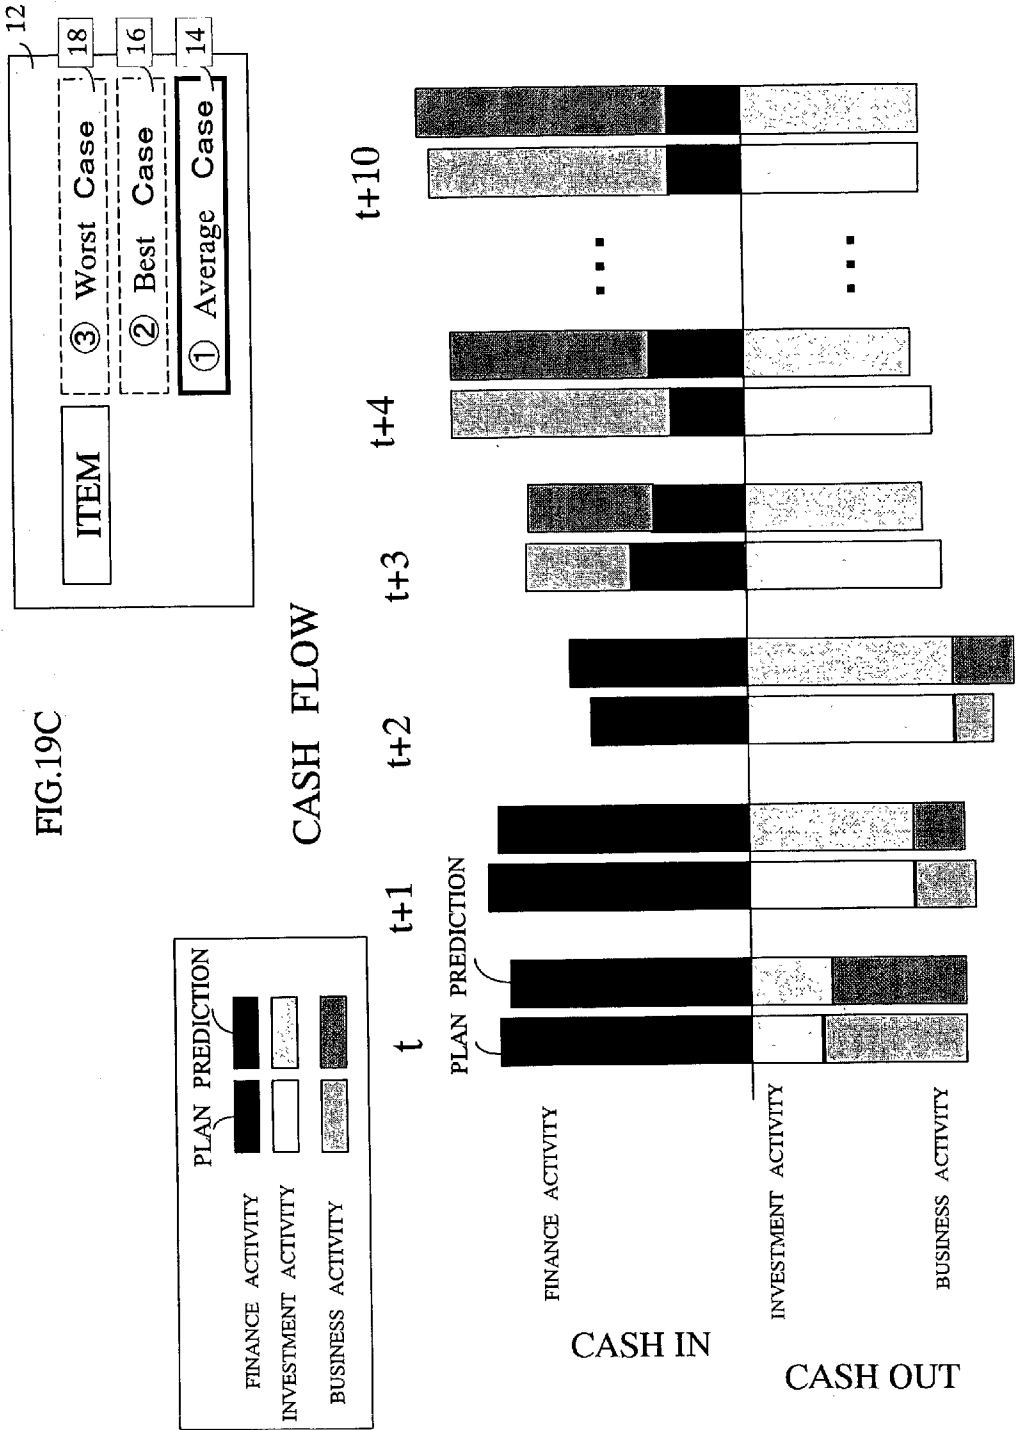 FIG.19C
12
ITEM
③ Worst Case
18
② Best Case
16
① Average Case
14
CASH FLOW
PLAN PREDICTION
FINANCE ACTIVITY
INVESTMENT ACTIVITY
BUSINESS ACTIVITY
t
t+1
t+2
t+3
t+4
t+10
PLAN PREDICTION
FINANCE ACTIVITY
CASH IN
INVESTMENT ACTIVITY
CASH OUT
BUSINESS ACTIVITY